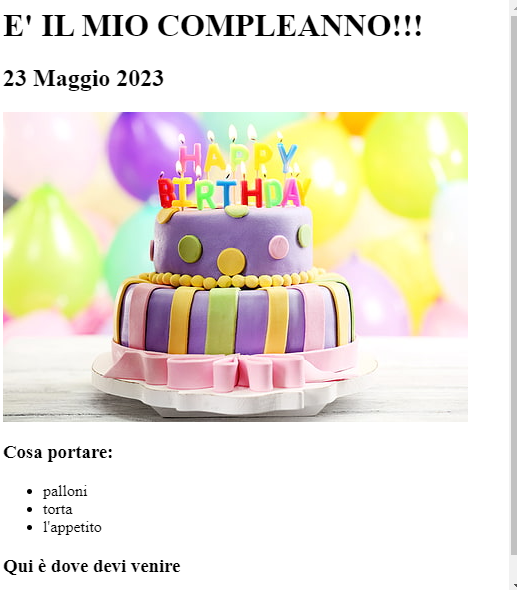 E' IL MIO COMPLEANNO!!!
23 Maggio 2023
HAPPY
BIRTHDAY
Cosa portare:
palloni
torta
l'appetito
Qui è dove devi venire